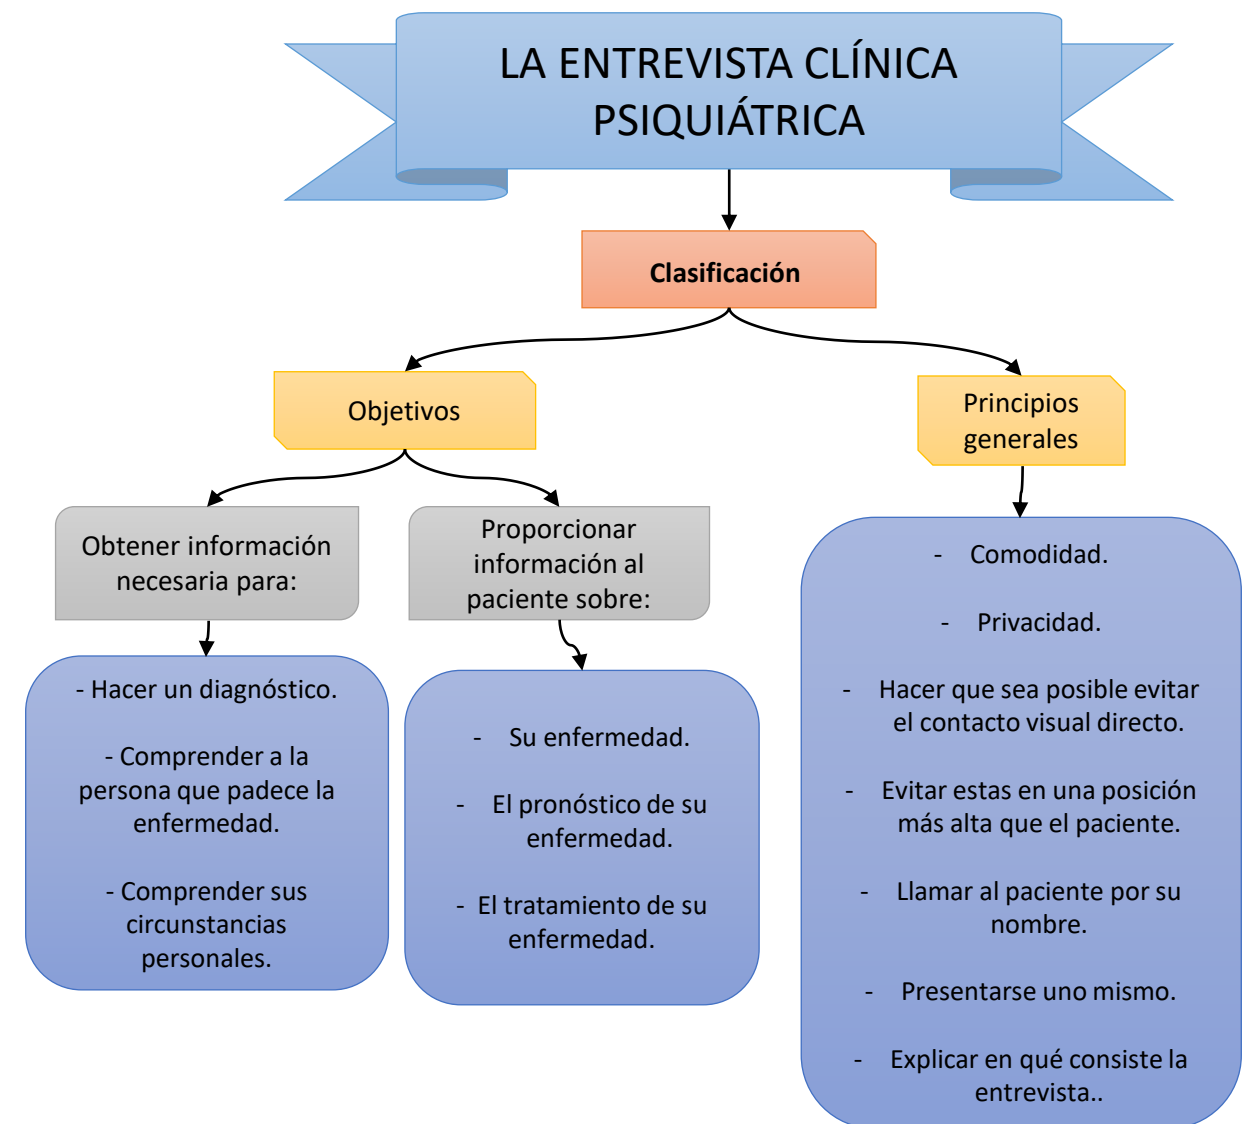 LA ENTREVISTA CLÍNICA
PSIQUIÁTRICA
Clasificación
Objetivos
Principios
generales
Obtener información
necesaria para:
Proporcionar
información al
paciente sobre:
- Hacer un diagnóstico.
- Comprender a la
persona que padece la
enfermedad.
- Comprender sus
circunstancias
personales.
- Su enfermedad.
- El pronóstico de su
enfermedad.
- El tratamiento de su
enfermedad.
- Comodidad.
- Privacidad.
- Hacer que sea posible evitar
el contacto visual directo.
- Evitar estas en una posición
más alta que el paciente.
- Llamar al paciente por su
nombre.
- Presentarse uno mismo.
- Explicar en qué consiste la
entrevista..